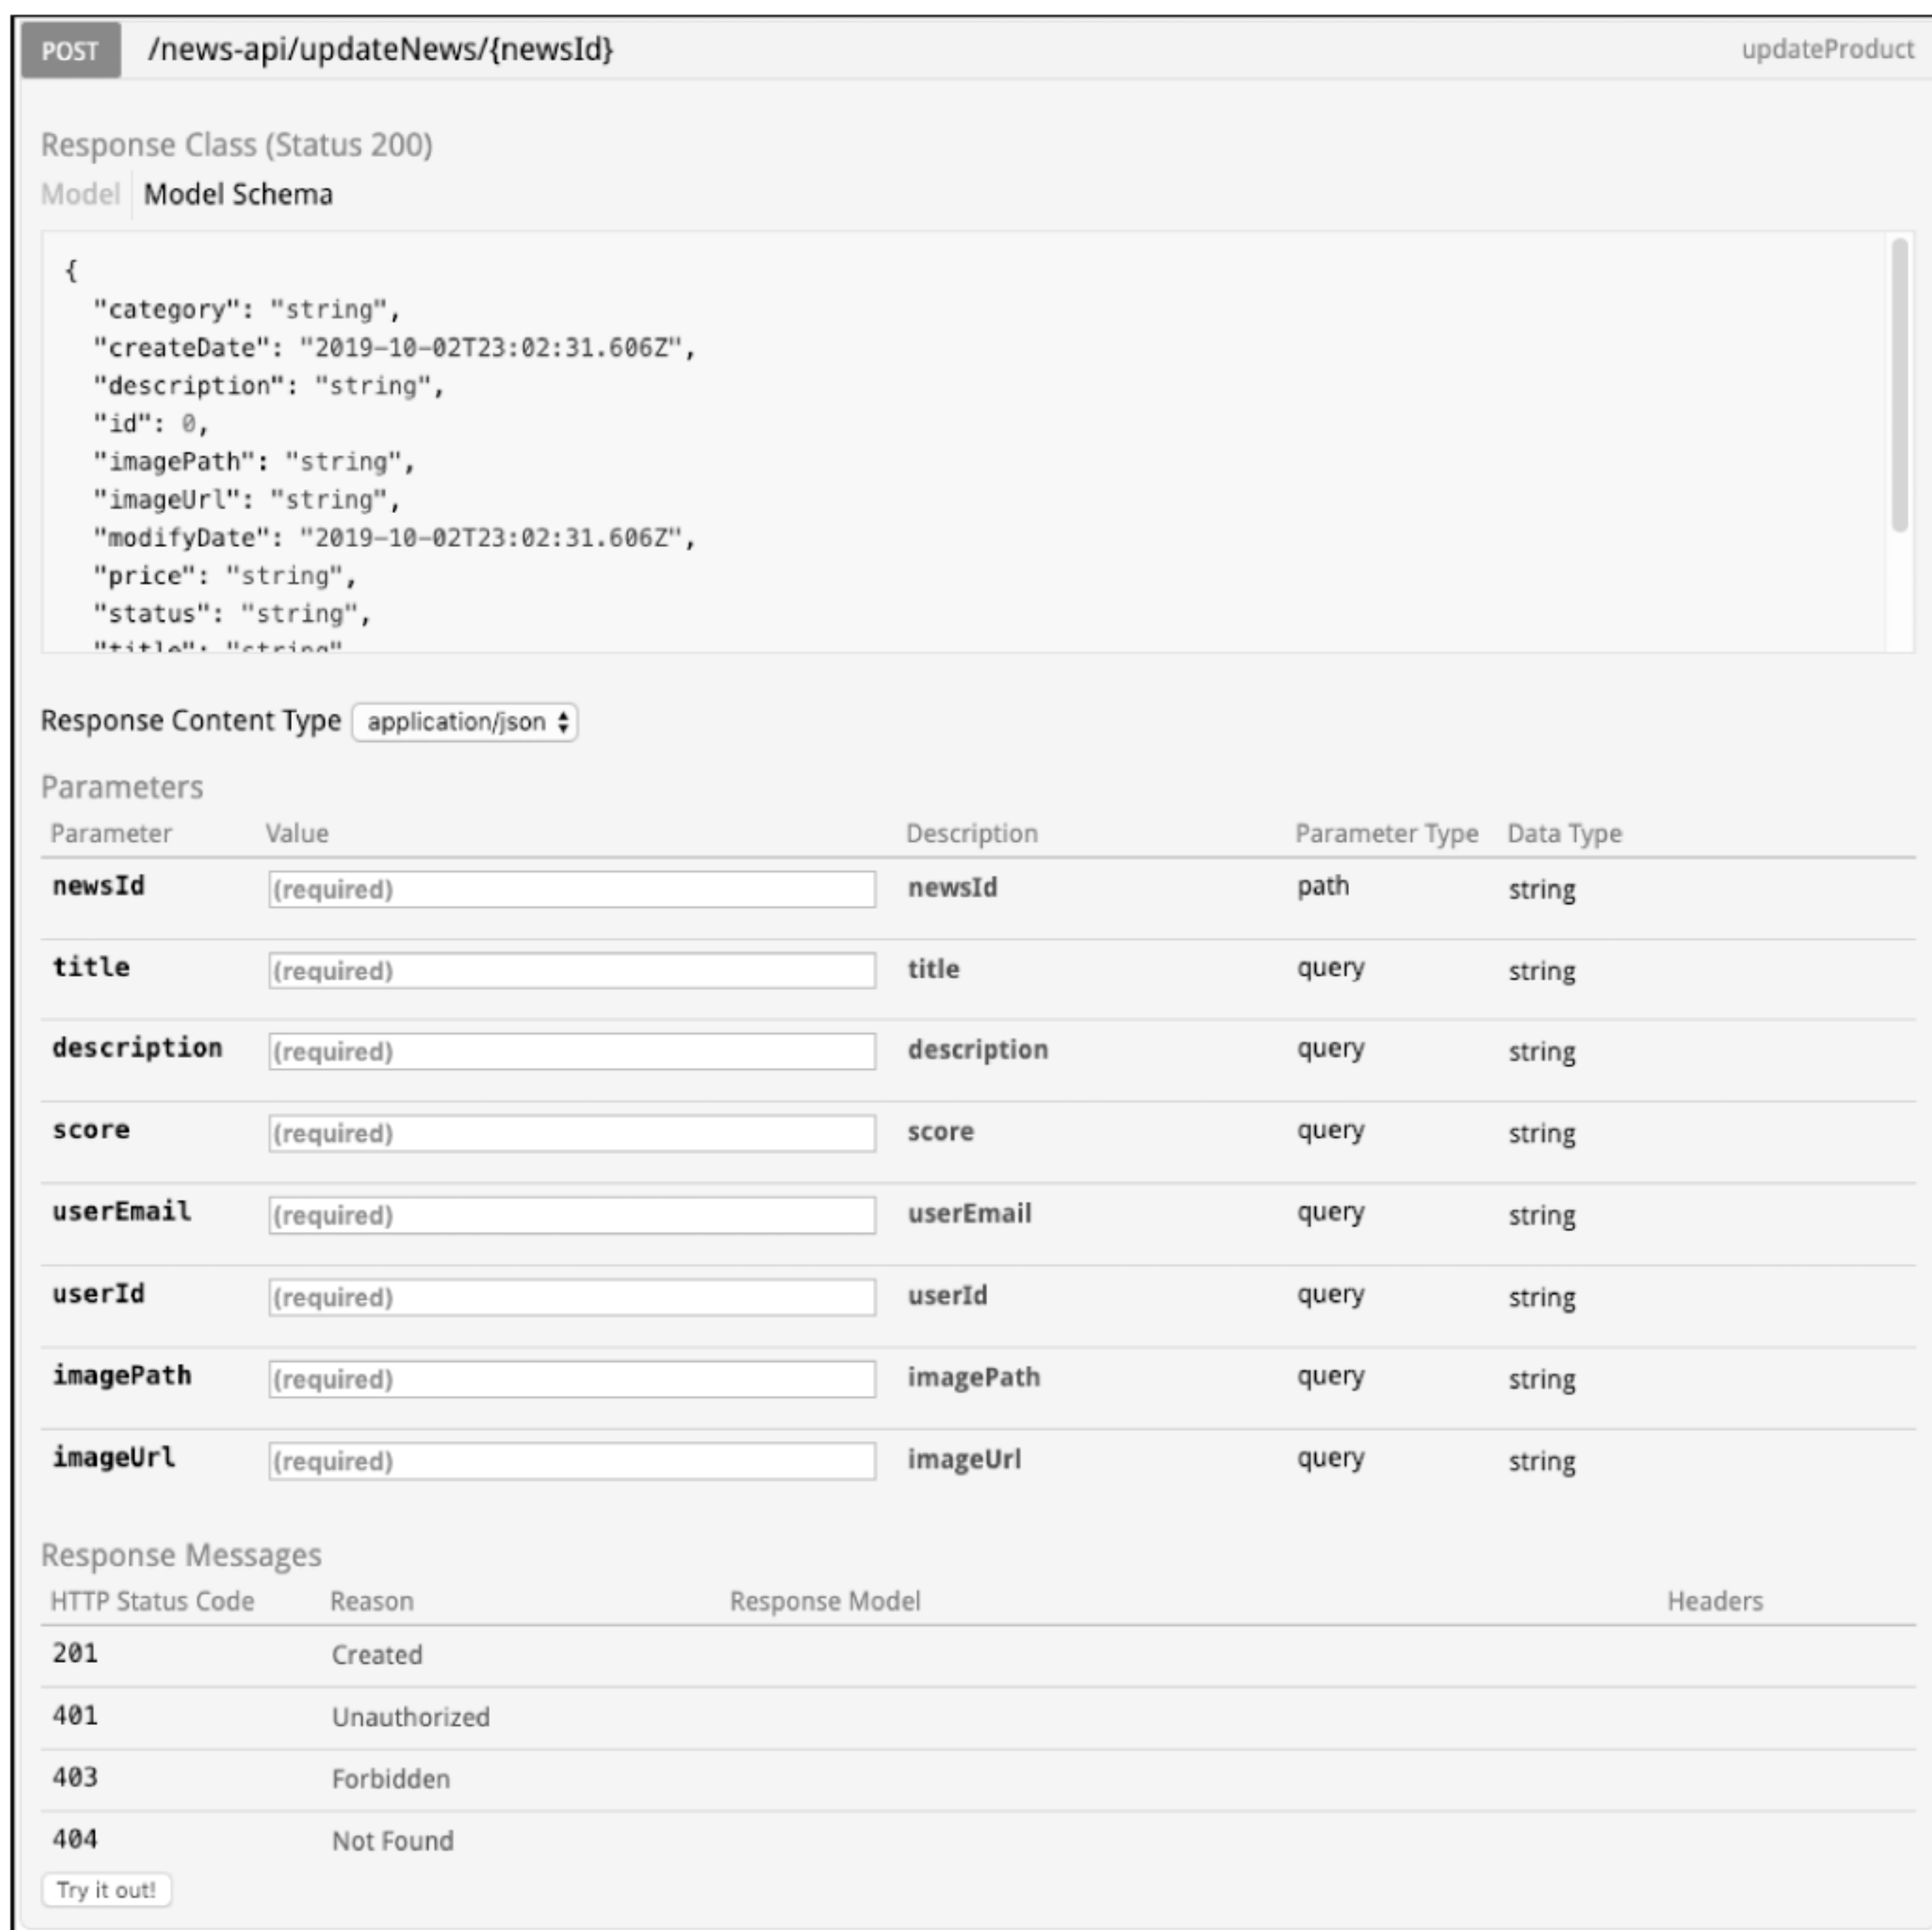 POST /news-api/updateNews/{newsId} updateProduct
Response Class (Status 200)
Model Model Schema
{
"category": "string",
"createDate": "2019-10-02T23:02:31.606Z",
"description": "string",
"id": 0,
"imagePath": "string",
"imageUrl": "string",
"modifyDate": "2019-10-02T23:02:31.606Z",
"price": "string",
"status": "string",
"title": "string"
Response Content Type application/json
Parameters
Parameter Value Description Parameter Type Data Type
newsId (required) newsId path string
title (required) title query string
description (required) description query string
score (required) score query string
userEmail (required) userEmail query string
userId (required) userId query string
imagePath (required) imagePath query string
imageUrl (required) imageUrl query string
Response Messages
HTTP Status Code Reason Response Model Headers
201 Created
401 Unauthorized
403 Forbidden
404 Not Found
Try it out!